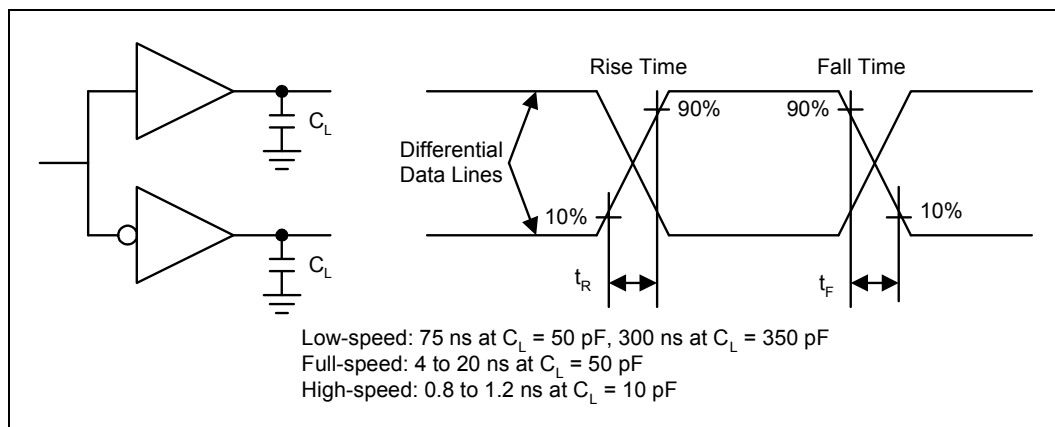 Rise Time
Fall Time
C_L
90%
90%
Differential
Data Lines
10%
10%
C_L
t_R
t_F
Low-speed: 75 ns at C_L = 50 pF, 300 ns at C_L = 350 pF
Full-speed: 4 to 20 ns at C_L = 50 pF
High-speed: 0.8 to 1.2 ns at C_L = 10 pF